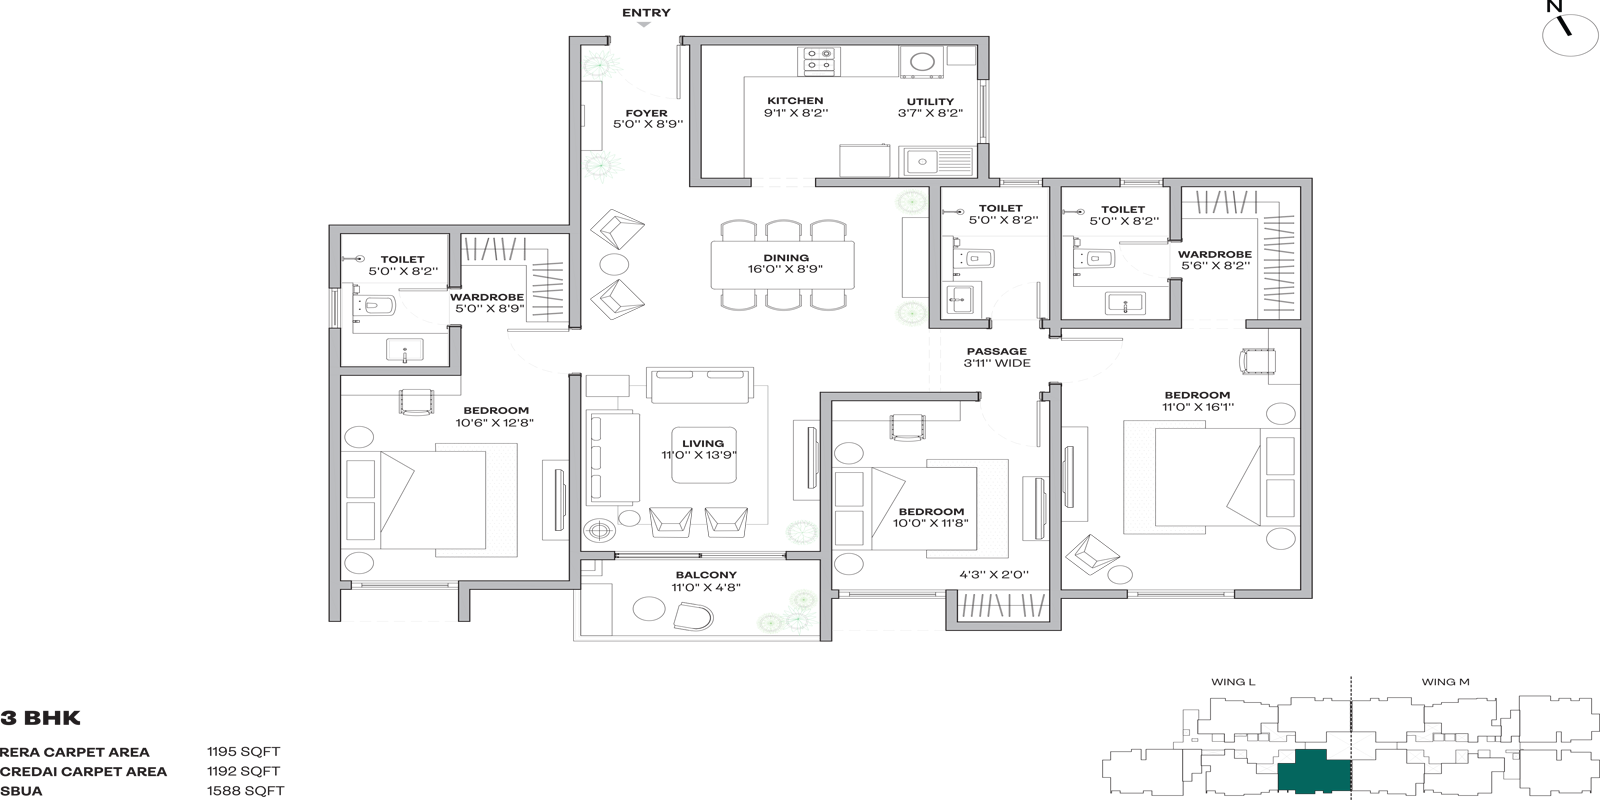 ENTRY
N
KITCHEN
9'1" X 8'2''
UTILITY
3'7" X 8'2"
FOYER
5'0'' X 8'9''
TOILET
5'0'' X 8'2''
TOILET
5'0'' X 8'2''
WARDROBE
5'6'' X 8'2''
TOILET
5'0'' X 8'2''
DINING
16'0'' X 8'9"
WARDROBE
5'0'' X 8'9"
PASSAGE
3'11'' WIDE
BEDROOM
11'0" X 16'1''
BEDROOM
10'6" X 12'8"
LIVING
11'0'' X 13'9"
BEDROOM
10'0" X 11'8"
BALCONY
11'0" X 4'8"
4'3'' X 2'0''
WING L
WING M
3 BHK
RERA CARPET AREA 1195 SQFT
CREDAI CARPET AREA 1192 SQFT
SBUA 1588 SQFT